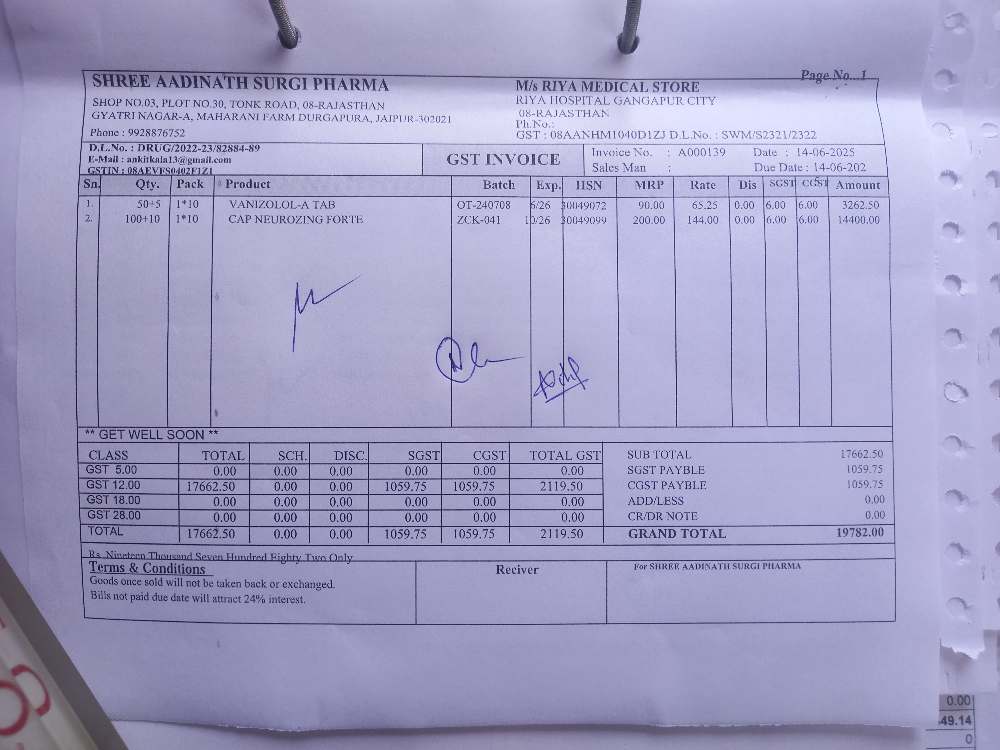 Page No...1
SHREE AADINATH SURGI PHARMA
SHOP NO.03, PLOT NO.30, TONK ROAD, 08-RAJASTHAN
GYATRI NAGAR-A, MAHARANI FARM DURGAPURA, JAIPUR-302021
Phone : 9928876752
D.L.No. : DRUG/2022-23/82884-89
E-Mail : ankitkala13@gmail.com
GSTIN : 08AEVFS0402F1Z1
M/s RIYA MEDICAL STORE
RIYA HOSPITAL GANGAPUR CITY
08-RAJASTHAN
Ph.No.:
GST : 08AANHM1040D1ZJ D.L.No. : SWM/S2321/2322
GST INVOICE
Invoice No. : A000139 Date : 14-06-2025
Sales Man : Due Date : 14-06-202
Sn. Qty. Pack Product Batch Exp. HSN MRP Rate Dis SGST CGST Amount
1. 50+5 1*10 VANIZOLOL-A TAB OT-240708 6/26 30049072 90.00 65.25 0.00 6.00 6.00 3262.50
2. 100+10 1*10 CAP NEUROZING FORTE ZCK-041 10/26 30049099 200.00 144.00 0.00 6.00 6.00 14400.00
** GET WELL SOON **
CLASS TOTAL SCH. DISC. SGST CGST TOTAL GST
GST 5.00 0.00 0.00 0.00 0.00 0.00 0.00
GST 12.00 17662.50 0.00 0.00 1059.75 1059.75 2119.50
GST 18.00 0.00 0.00 0.00 0.00 0.00 0.00
GST 28.00 0.00 0.00 0.00 0.00 0.00 0.00
TOTAL 17662.50 0.00 0.00 1059.75 1059.75 2119.50
SUB TOTAL 17662.50
SGST PAYBLE 1059.75
CGST PAYBLE 1059.75
ADD/LESS 0.00
CR/DR NOTE 0.00
GRAND TOTAL 19782.00
Rs. Nineteen Thousand Seven Hundred Eighty Two Only
Terms & Conditions
Goods once sold will not be taken back or exchanged.
Bills not paid due date will attract 24% interest.
Reciver
For SHREE AADINATH SURGI PHARMA
0.00
49.14
0